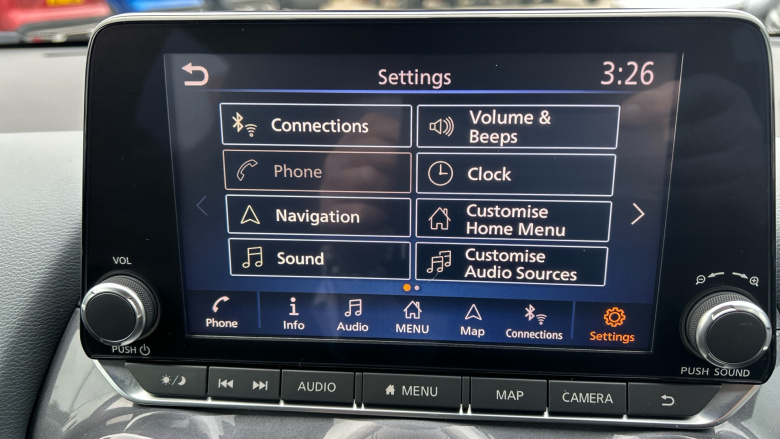 Settings
3:26
Connections
Volume &
Beeps
Phone
Clock
Navigation
Customise
Home Menu
Sound
Customise
Audio Sources
Phone
Info
Audio
MENU
Map
Connections
Settings
VOL
PUSH
PUSH SOUND
AUDIO
MENU
MAP
CAMERA